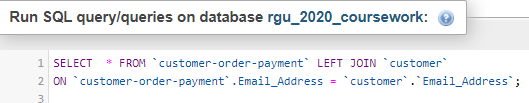 Run SQL query/queries on database rgu_2020_coursework:
1 SELECT * FROM `customer-order-payment` LEFT JOIN `customer`
2 ON `customer-order-payment`.Email_Address = `customer`.`Email_Address`;
3